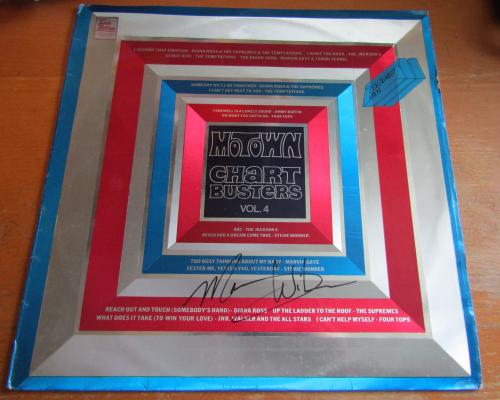 I SECOND THAT EMOTION · DIANA ROSS & THE SUPREMES & THE TEMPTATIONS · I WANT YOU BACK · THE JACKSON 5
THE TEMPTATIONS · THE ONION SONG · MARVIN GAYE & TAMMI TERRELL
SOMEDAY WE'LL BE TOGETHER · DIANA ROSS & THE SUPREMES
I CAN'T GET NEXT TO YOU · THE TEMPTATIONS
FAREWELL IS A LONELY SOUND · JIMMY RUFFIN
DO WHAT YOU GOTTA DO · FOUR TOPS
MOTOWN
CHART
BUSTERS
VOL. 4
ABC · THE JACKSON 5
NEVER HAD A DREAM COME TRUE · STEVIE WONDER
TOO BUSY THINKING ABOUT MY BABY · MARVIN GAYE
YESTER-ME, YESTER-YOU, YESTERDAY · STEVIE WONDER
REACH OUT AND TOUCH (SOMEBODY'S HAND) · DIANA ROSS · UP THE LADDER TO THE ROOF · THE SUPREMES
WHAT DOES IT TAKE (TO WIN YOUR LOVE) · JNR. WALKER AND THE ALL STARS I CAN'T HELP MYSELF · FOUR TOPS